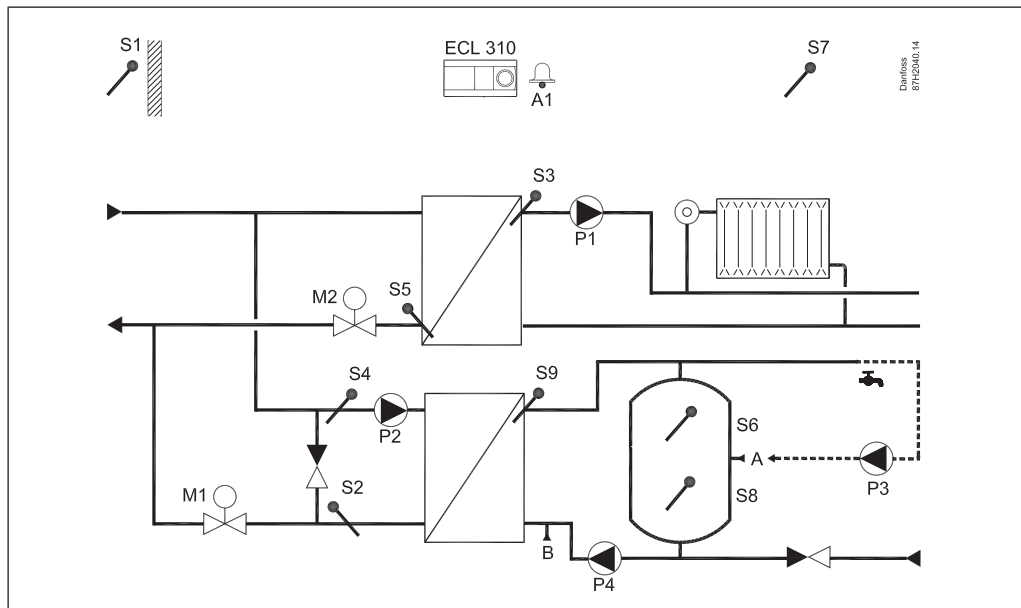 S1
ECL 310
A1
S7
Danfoss
87H2040.14
S3
P1
M2
S5
S4
P2
S9
S6
A
P3
S8
S2
M1
B
P4